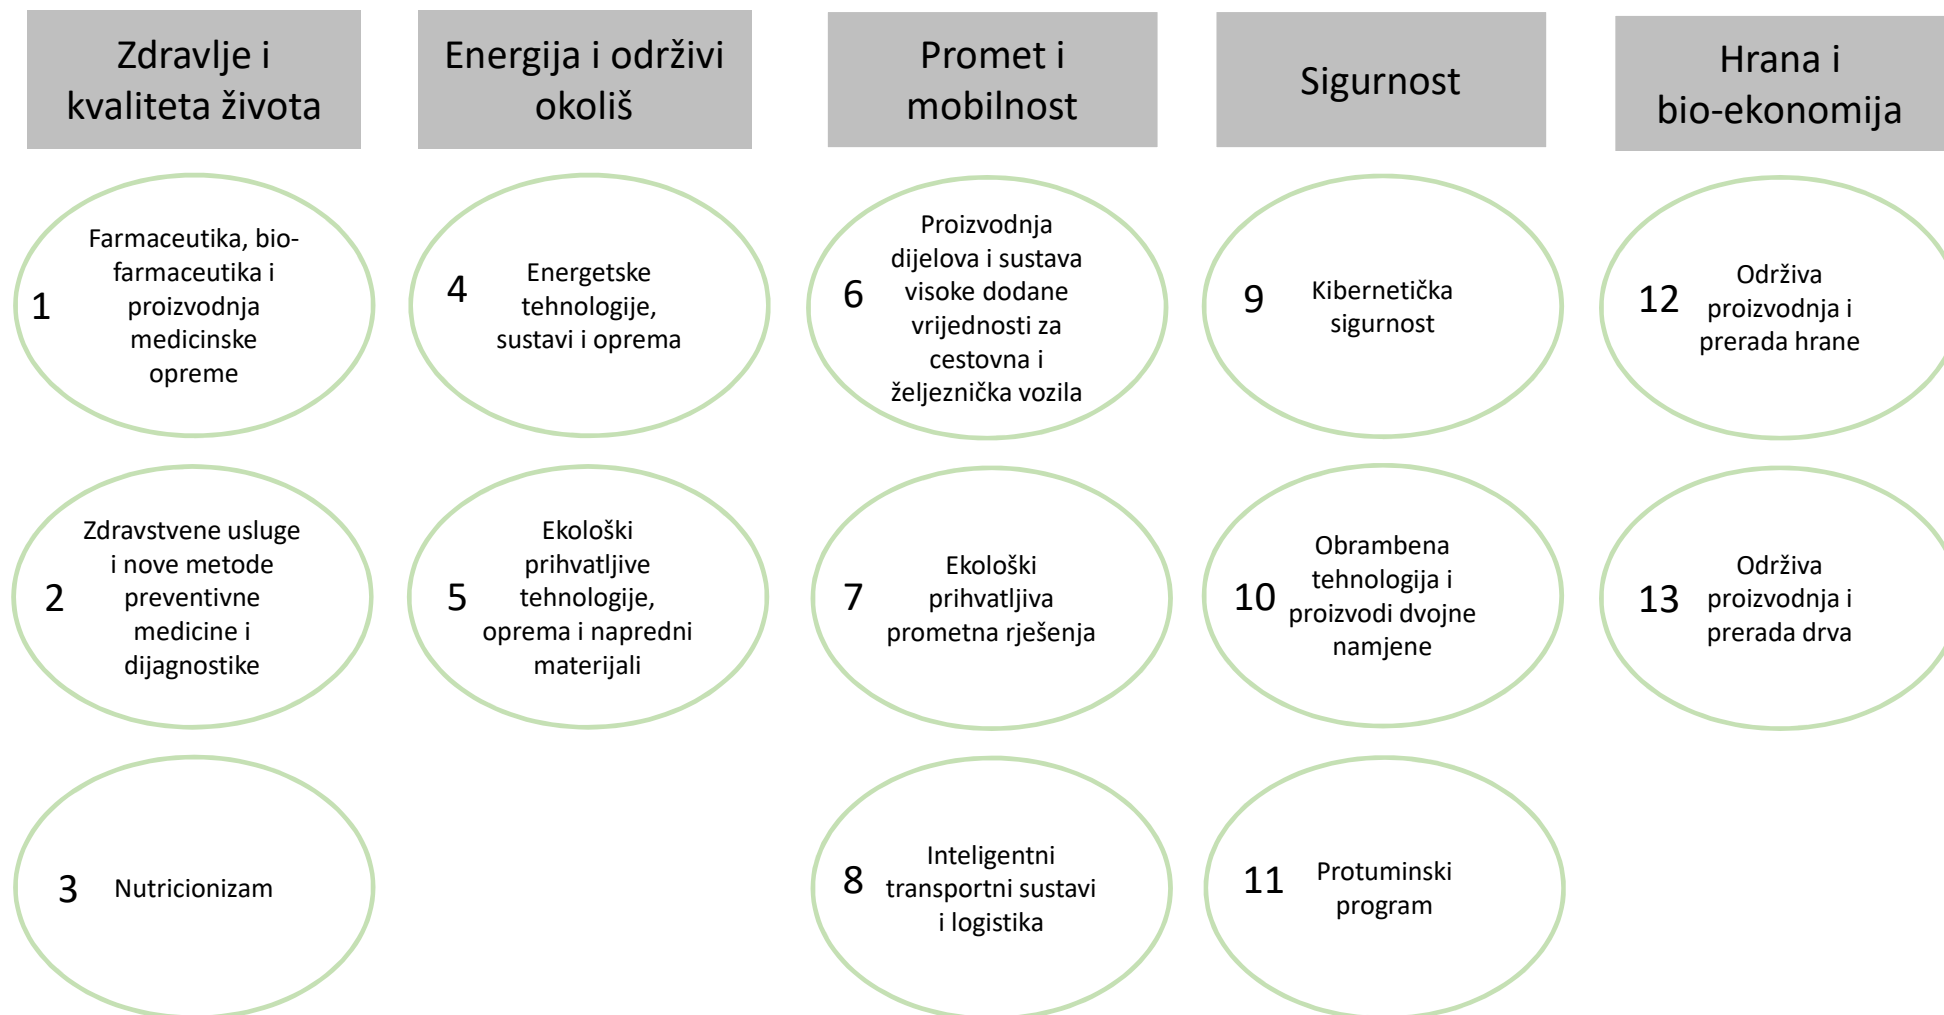 Zdravlje i
kvaliteta života
Energija i održivi
okoliš
Promet i
mobilnost
Sigurnost
Hrana i
bio-ekonomija
1
Farmaceutika, bio-
farmaceutika i
proizvodnja
medicinske
opreme
2
Zdravstvene usluge
i nove metode
preventivne
medicine i
dijagnostike
3
Nutricionizam
4
Energetske
tehnologije,
sustavi i oprema
5
Ekološki
prihvatljive
tehnologije,
oprema i napredni
materijali
6
Proizvodnja
dijelova i sustava
visoke dodane
vrijednosti za
cestovna i
željeznička vozila
7
Ekološki
prihvatljiva
prometna rješenja
8
Inteligentni
transportni sustavi
i logistika
9
Kibernetička
sigurnost
10
Obrambena
tehnologija i
proizvodi dvojne
namjene
11
Protuminski
program
12
Održiva
proizvodnja i
prerada hrane
13
Održiva
proizvodnja i
prerada drva